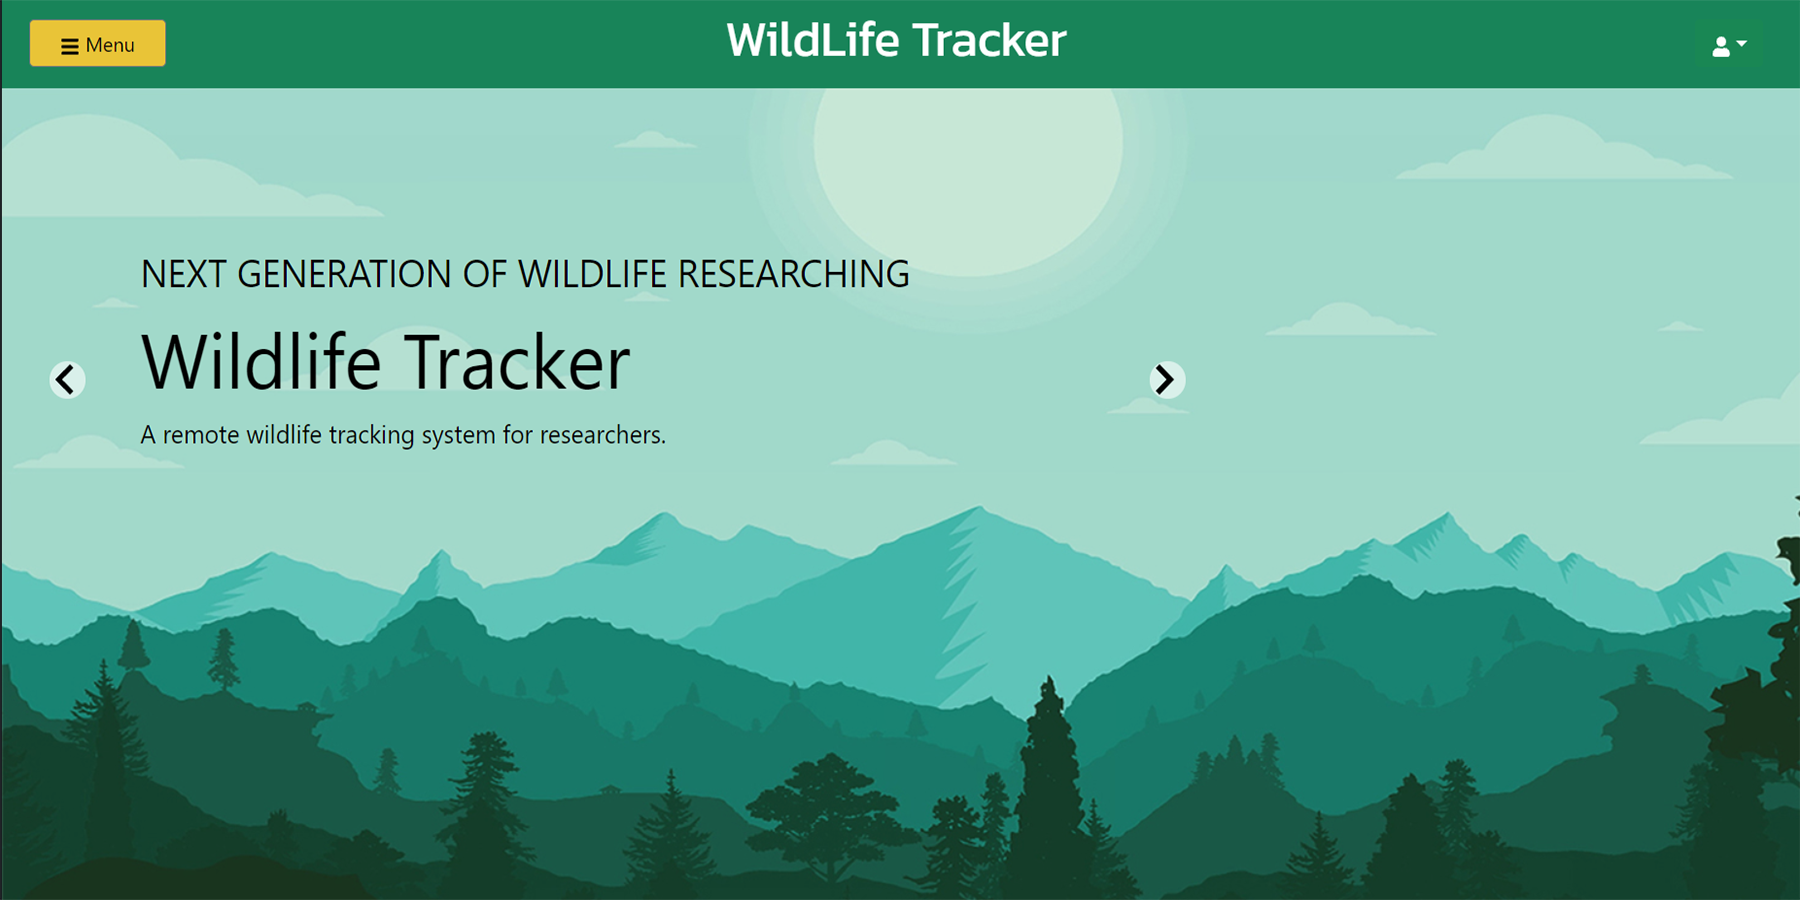 Menu
WildLife Tracker
NEXT GENERATION OF WILDLIFE RESEARCHING
Wildlife Tracker
A remote wildlife tracking system for researchers.